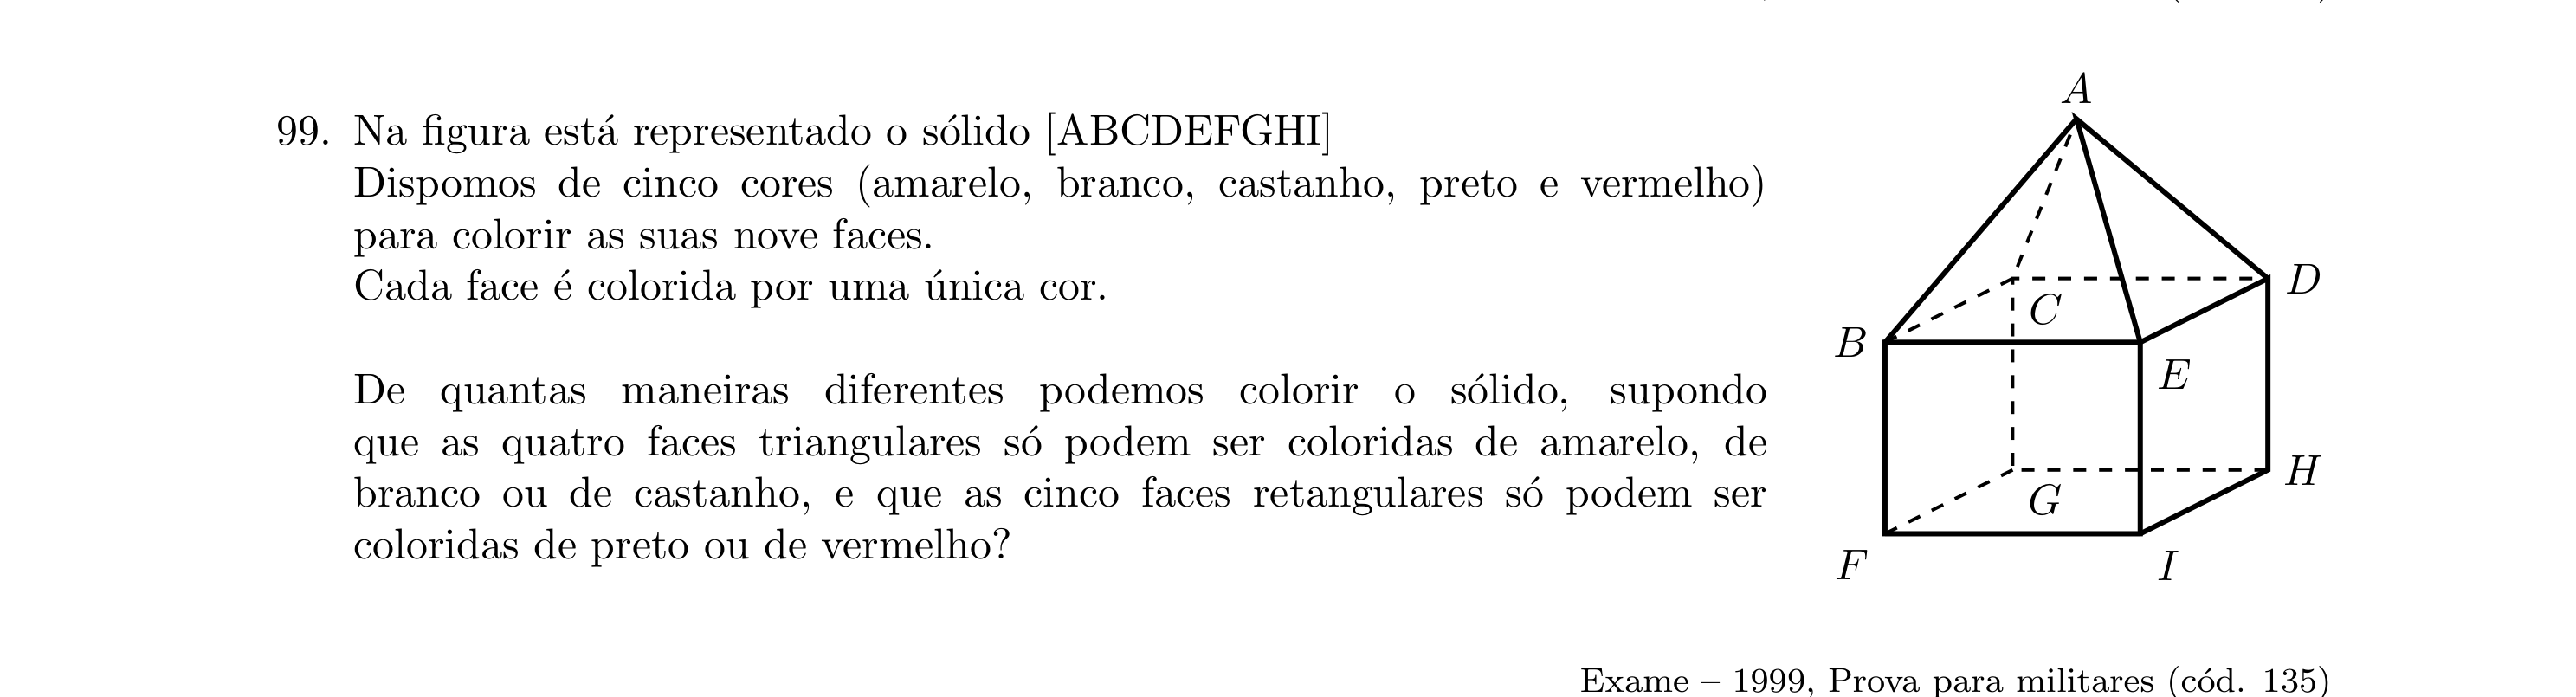 99. Na figura está representado o sólido [ABCDEFGHI]
Dispomos de cinco cores (amarelo, branco, castanho, preto e vermelho)
para colorir as suas nove faces.
Cada face é colorida por uma única cor.
De quantas maneiras diferentes podemos colorir o sólido, supondo
que as quatro faces triangulares só podem ser coloridas de amarelo, de
branco ou de castanho, e que as cinco faces retangulares só podem ser
coloridas de preto ou de vermelho?
A
D
C
B
E
H
G
F
I
Exame – 1999, Prova para militares (cód. 135)